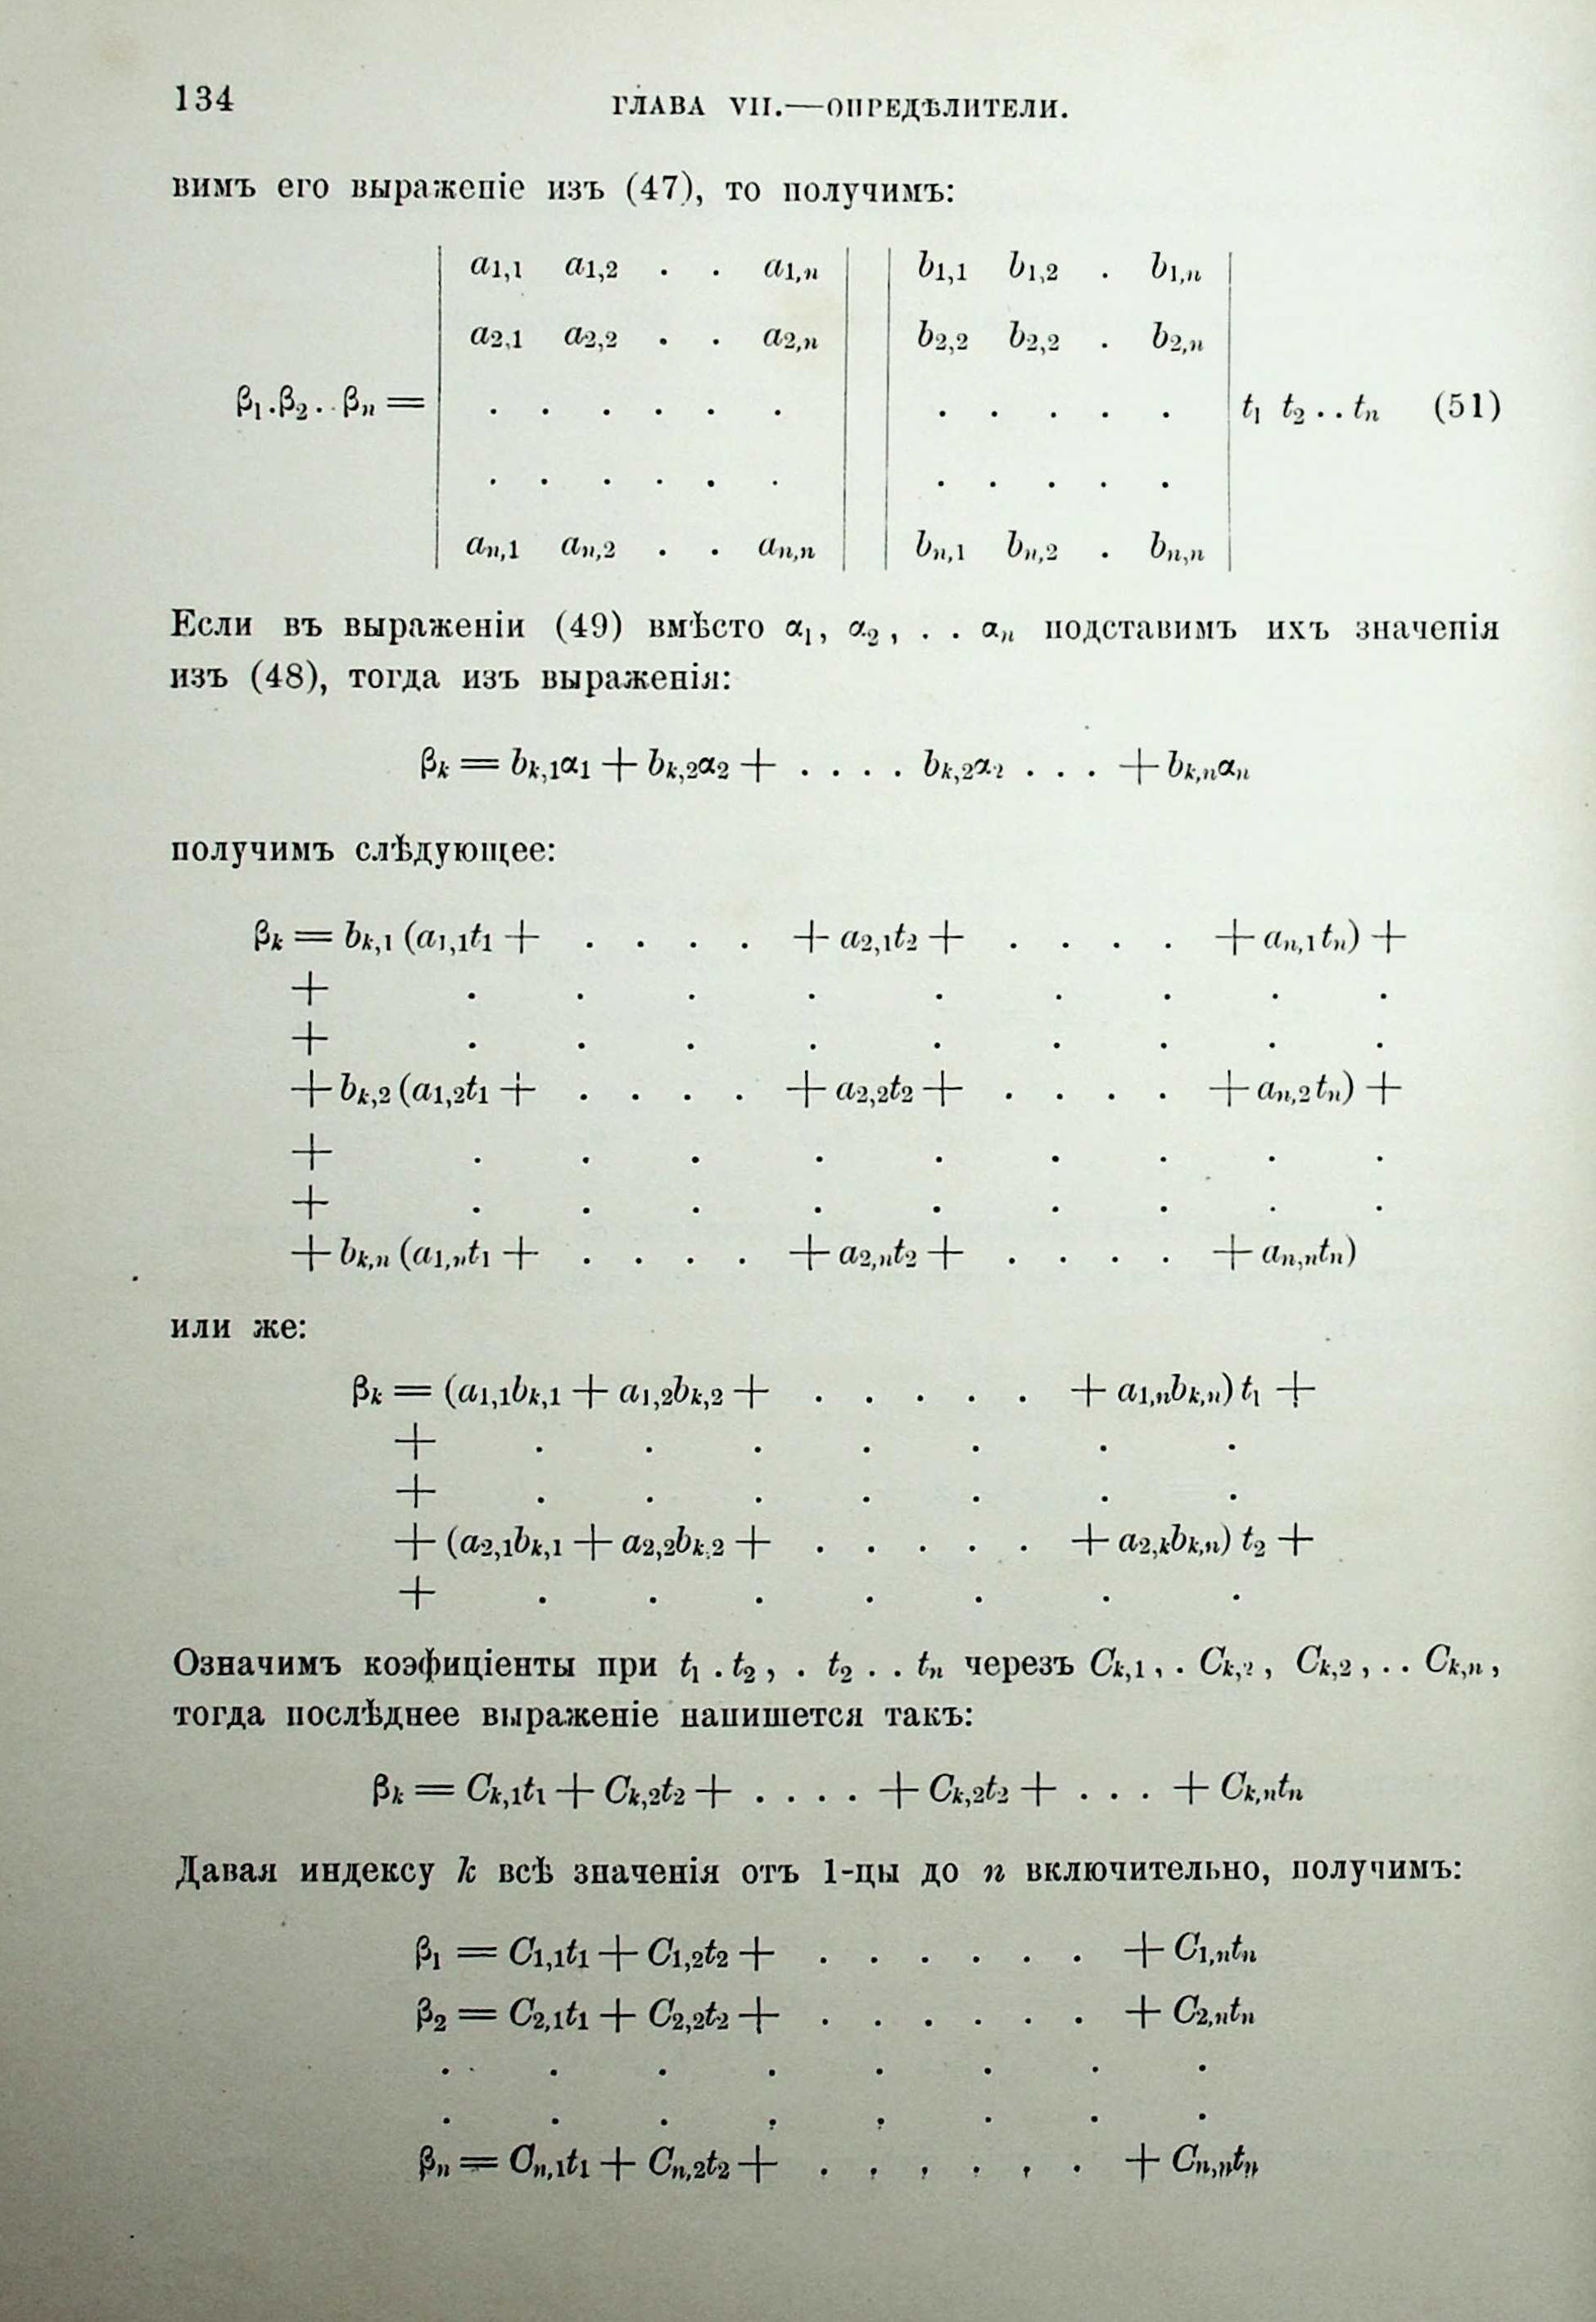 134 ГЛАВА VII.—ОПРЕДѢЛИТЕЛИ.
вимъ его выраженіе изъ (47), то получимъ:
a1,1 a1,2 . . a1,n b1,1 b1,2 . b1,n
a2,1 a2,2 . . a2,n b2,2 b2,2 . b2,n
β1.β2..βn = . . . . . . . . . . . t1 t2..tn (51)
. . . . . . . . . . .
an,1 an,2 . . an,n bn,1 bn,2 . bn,n
Если въ выраженіи (49) вмѣсто α1, α2, . . αn подставимъ ихъ значенія
изъ (48), тогда изъ выраженія:
βk = bk,1α1 + bk,2α2 + . . . . bk,2α2 . . . + bk,nαn
получимъ слѣдующее:
βk = bk,1 (a1,1t1 + . . . . + a2,1t2 + . . . . + an,1tn) +
+ . . . . . . . . .
+ . . . . . . . . .
+ bk,2 (a1,2t1 + . . . . + a2,2t2 + . . . . + an,2tn) +
+ . . . . . . . . .
+ . . . . . . . . .
+ bk,n (a1,nt1 + . . . . + a2,nt2 + . . . . + an,ntn)
или же:
βk = (a1,1bk,1 + a1,2bk,2 + . . . . . + a1,nbk,n) t1 +
+ . . . . . . .
+ . . . . . . .
+ (a2,1bk,1 + a2,2bk,2 + . . . . . + a2,kbk,n) t2 +
+ . . . . . . .
Означимъ коэфиціенты при t1 . t2, . t2 . . tn черезъ Ck,1, . Ck,2, Ck,2, . . Ck,n,
тогда послѣднее выраженіе напишется такъ:
βk = Ck,1t1 + Ck,2t2 + . . . . + Ck,2t2 + . . . + Ck,ntn
Давая индексу k всѣ значенія отъ 1-цы до n включительно, получимъ:
β1 = C1,1t1 + C1,2t2 + . . . . . . + C1,ntn
β2 = C2,1t1 + C2,2t2 + . . . . . . + C2,ntn
. . . . . . . .
. . . . . . . .
βn = Cn,1t1 + Cn,2t2 + . . . . . . + Cn,ntn